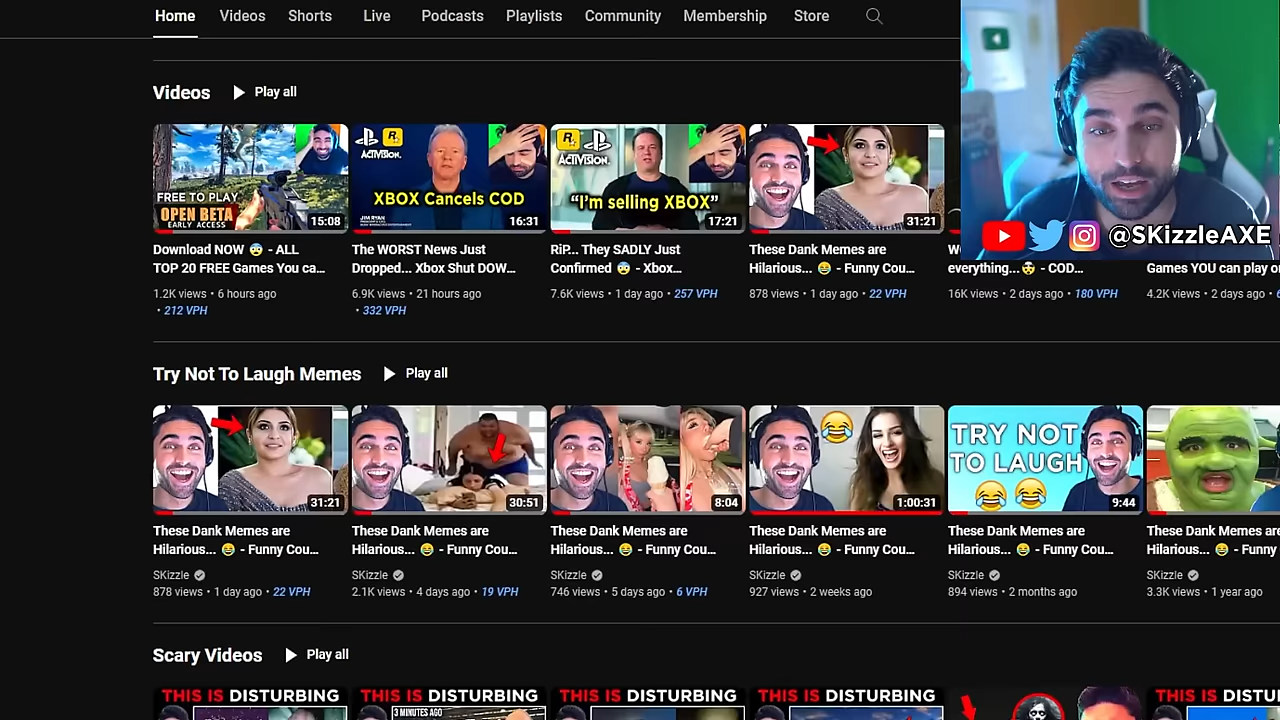 Home Videos Shorts Live Podcasts Playlists Community Membership Store
@SKizzleAXE
Videos Play all
FREE TO PLAY
OPEN BETA
EARLY ACCESS
15:08
R
ACTIVISION
XBOX Cancels COD
JIM RYAN
16:31
R
ACTIVISION
"I'm selling XBOX"
17:21
31:21
Download NOW 😨 - ALL
TOP 20 FREE Games You ca...
1.2K views • 6 hours ago
• 212 VPH
The WORST News Just
Dropped... Xbox Shut DOW...
6.9K views • 21 hours ago
• 332 VPH
RiP... They SADLY Just
Confirmed 😨 - Xbox...
7.6K views • 1 day ago • 257 VPH
These Dank Memes are
Hilarious... 😂 - Funny Cou...
878 views • 1 day ago • 22 VPH
everything...😲 - COD...
16K views • 2 days ago • 180 VPH
Games YOU can play o
4.2K views • 2 days ago •
Try Not To Laugh Memes Play all
31:21
30:51
8:04
1:00:31
TRY NOT
TO LAUGH
9:44
These Dank Memes are
Hilarious... 😂 - Funny Cou...
SKizzle
878 views • 1 day ago • 22 VPH
These Dank Memes are
Hilarious... 😂 - Funny Cou...
SKizzle
2.1K views • 4 days ago • 19 VPH
These Dank Memes are
Hilarious... 😂 - Funny Cou...
SKizzle
746 views • 5 days ago • 6 VPH
These Dank Memes are
Hilarious... 😂 - Funny Cou...
SKizzle
927 views • 2 weeks ago
These Dank Memes are
Hilarious... 😂 - Funny Cou...
SKizzle
894 views • 2 months ago
These Dank Memes are
Hilarious... 😂 - Funny
SKizzle
3.3K views • 1 year ago
Scary Videos Play all
THIS IS DISTURBING
THIS IS DISTURBING
3 MINUTES AGO
THIS IS DISTURBING
THIS IS DISTURBING
THIS IS DISTU